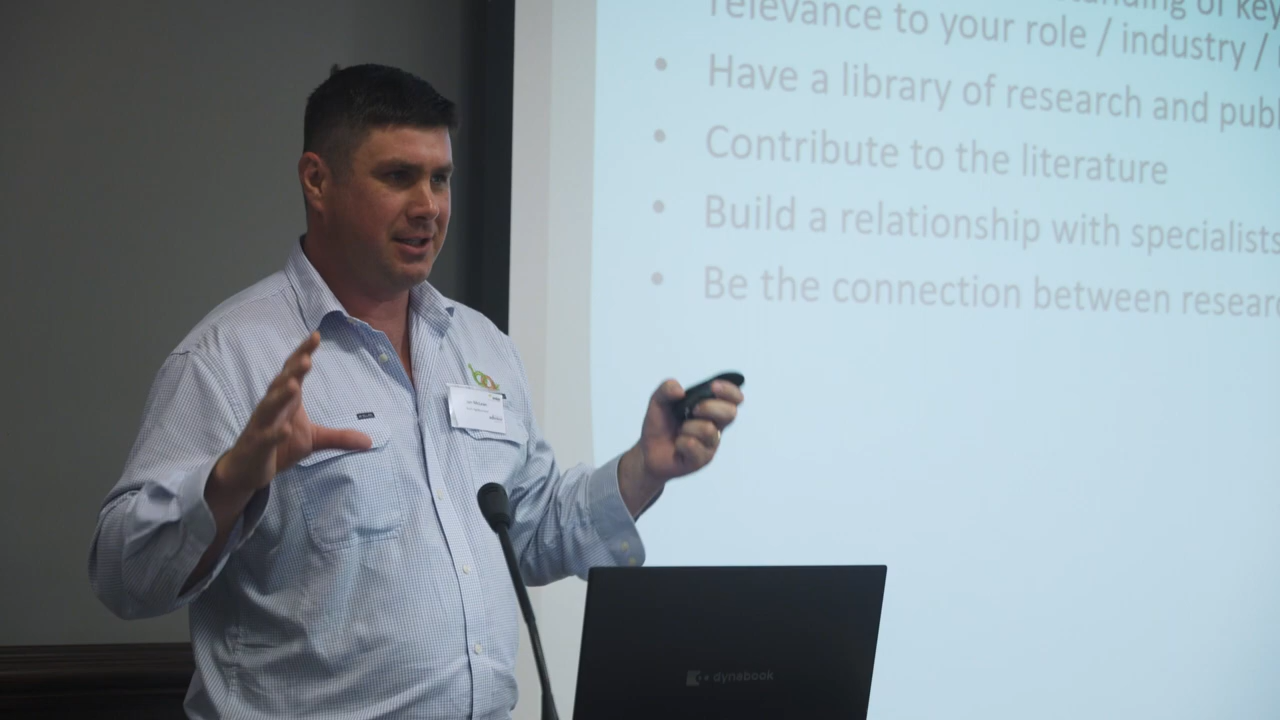 relevance to your role / industry /
• Have a library of research and publ
• Contribute to the literature
• Build a relationship with specialists
• Be the connection between researc
dynabook